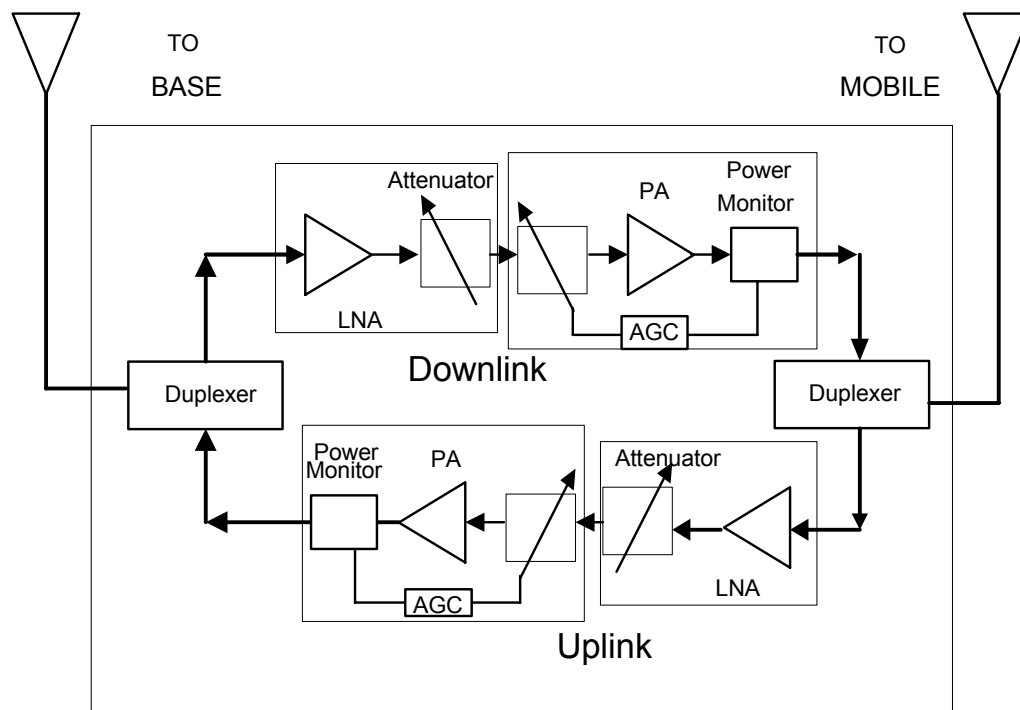 TO
BASE
TO
MOBILE
Attenuator
PA
Power
Monitor
LNA
AGC
Downlink
Duplexer
Duplexer
Power
Monitor
PA
Attenuator
AGC
LNA
Uplink